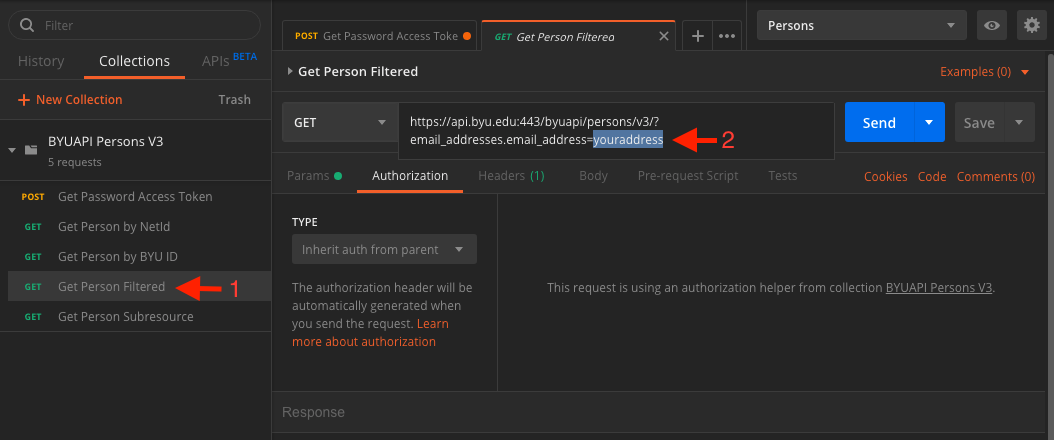 Filter
History
Collections
APIs BETA
+ New Collection
Trash
BYUAPI Persons V3
5 requests
POST Get Password Access Token
GET Get Person by NetId
GET Get Person by BYU ID
GET Get Person Filtered
1
GET Get Person Subresource
POST Get Password Access Toke
GET Get Person Filtered
Persons
Get Person Filtered
Examples (0)
GET
https://api.byu.edu:443/byuapi/persons/v3/?
email_addresses.email_address=youraddress
2
Send
Save
Params
Authorization
Headers (1)
Body
Pre-request Script
Tests
Cookies
Code
Comments (0)
TYPE
Inherit auth from parent
The authorization header will be
automatically generated when
you send the request. Learn
more about authorization
This request is using an authorization helper from collection BYUAPI Persons V3.
Response